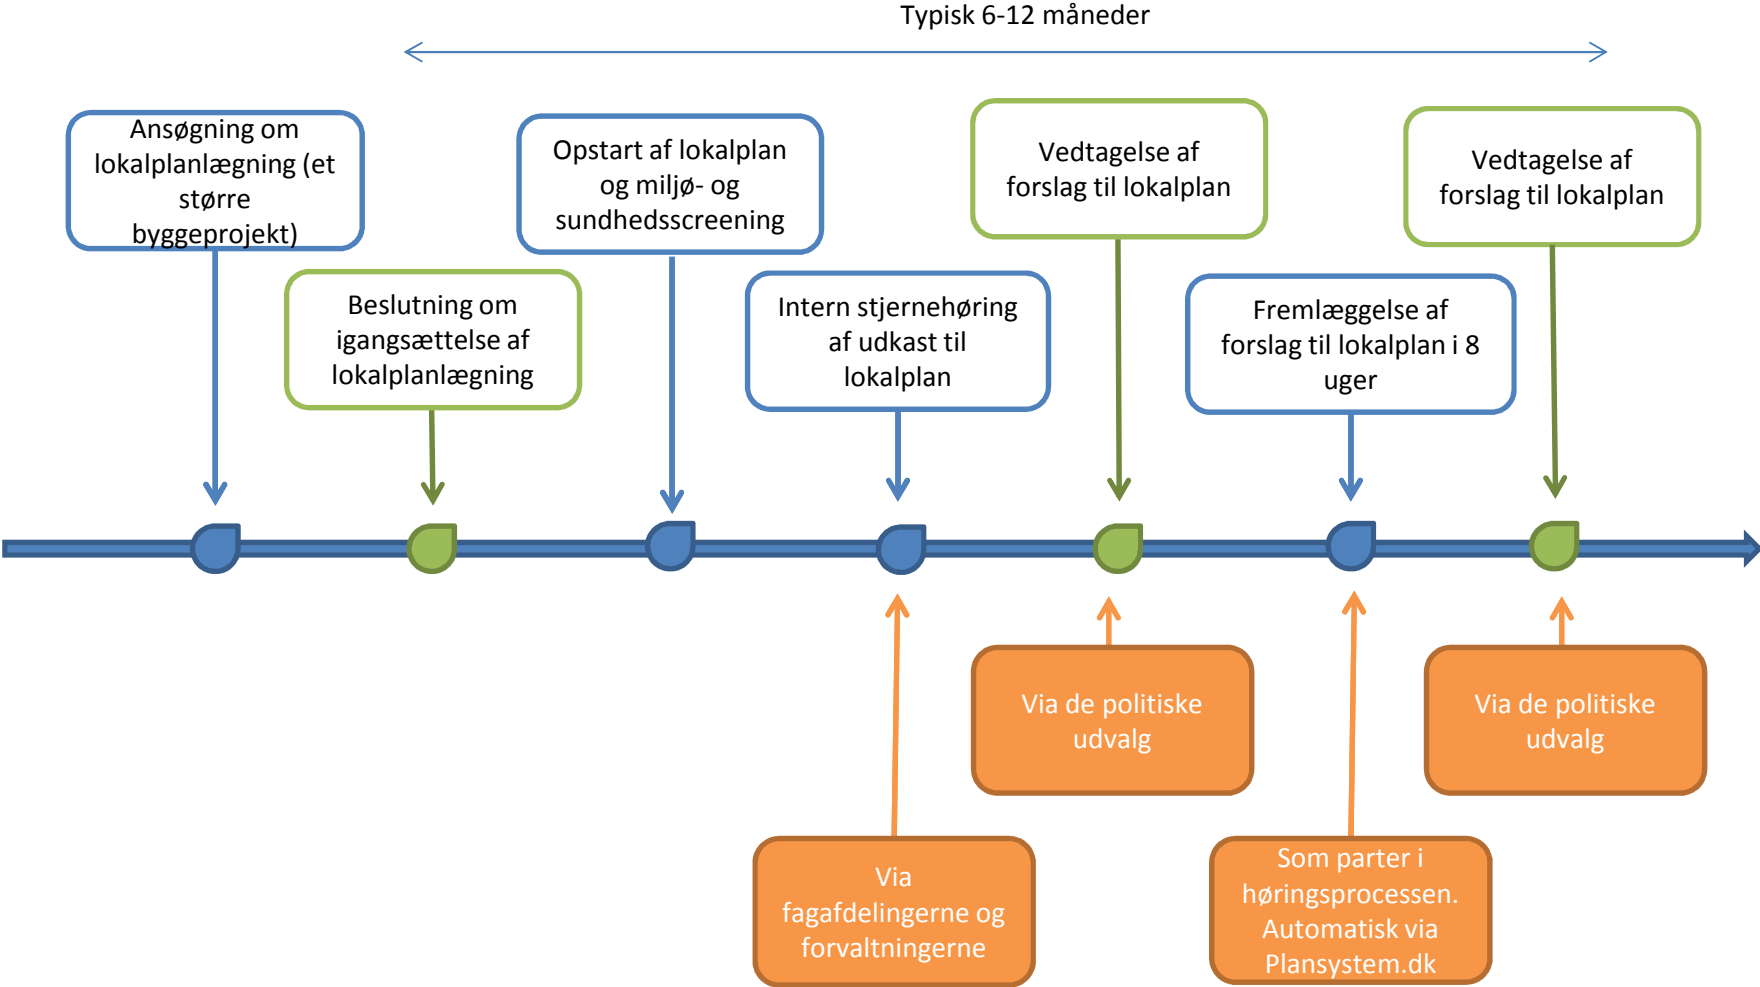 Typisk 6-12 måneder
Ansøgning om
lokalplanlægning (et
større
byggeprojekt)
Beslutning om
igangsættelse af
lokalplanlægning
Opstart af lokalplan
og miljø- og
sundhedsscreening
Intern stjernehøring
af udkast til
lokalplan
Vedtagelse af
forslag til lokalplan
Fremlæggelse af
forslag til lokalplan i 8
uger
Vedtagelse af
forslag til lokalplan
Via
fagafdelingerne og
forvaltningerne
Via de politiske
udvalg
Som parter i
høringsprocessen.
Automatisk via
Plansystem.dk
Via de politiske
udvalg